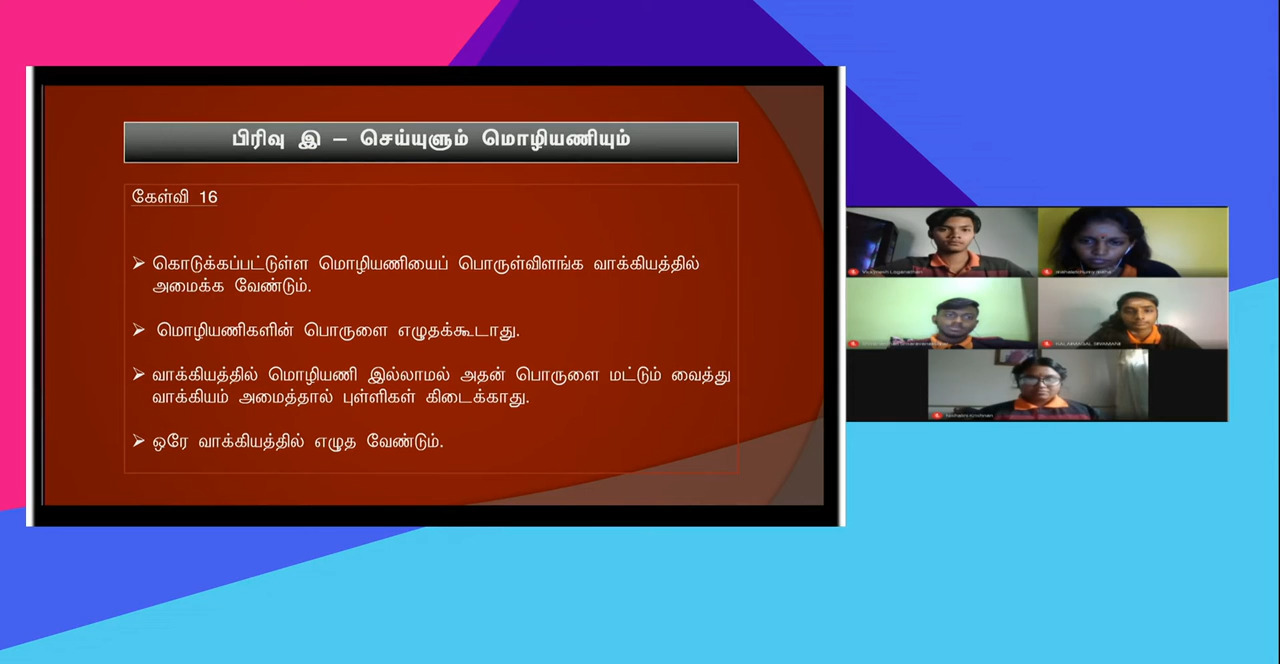 பிரிவு இ – செய்யுளும் மொழியணியும்
கேள்வி 16
➢ கொடுக்கப்பட்டுள்ள மொழியணியைப் பொருள்விளங்க வாக்கியத்தில்
அமைக்க வேண்டும்.
➢ மொழியணிகளின் பொருளை எழுதக்கூடாது.
➢ வாக்கியத்தில் மொழியணி இல்லாமல் அதன் பொருளை மட்டும் வைத்து
வாக்கியம் அமைத்தால் புள்ளிகள் கிடைக்காது.
➢ ஒரே வாக்கியத்தில் எழுத வேண்டும்.